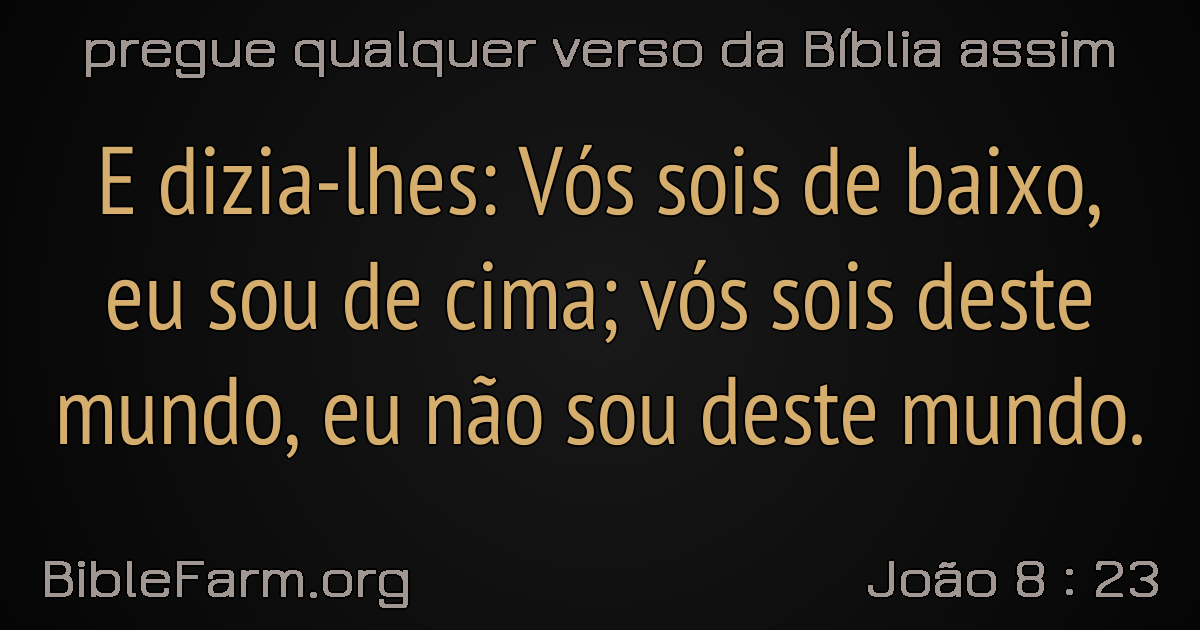 pregue qualquer verso da Bíblia assim
E dizia-lhes: Vós sois de baixo,
eu sou de cima; vós sois deste
mundo, eu não sou deste mundo.
BibleFarm.org
João 8 : 23